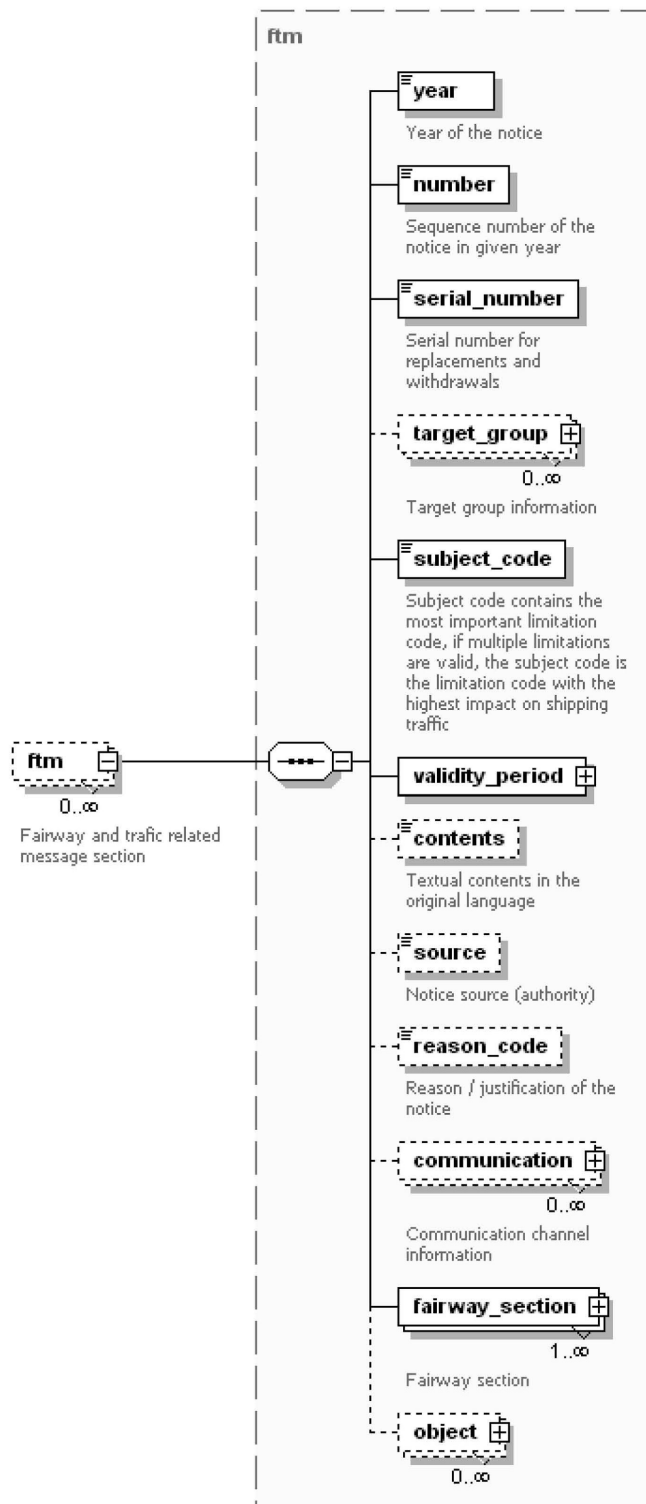 ftm
year
Year of the notice
number
Sequence number of the
notice in given year
serial_number
Serial number for
replacements and
withdrawals
target_group
0..∞
Target group information
subject_code
Subject code contains the
most important limitation
code, if multiple limitations
are valid, the subject code is
the limitation code with the
highest impact on shipping
traffic
ftm
0..∞
Fairway and trafic related
message section
validity_period
contents
Textual contents in the
original language
source
Notice source (authority)
reason_code
Reason / justification of the
notice
communication
0..∞
Communication channel
information
fairway_section
1..∞
Fairway section
object
0..∞